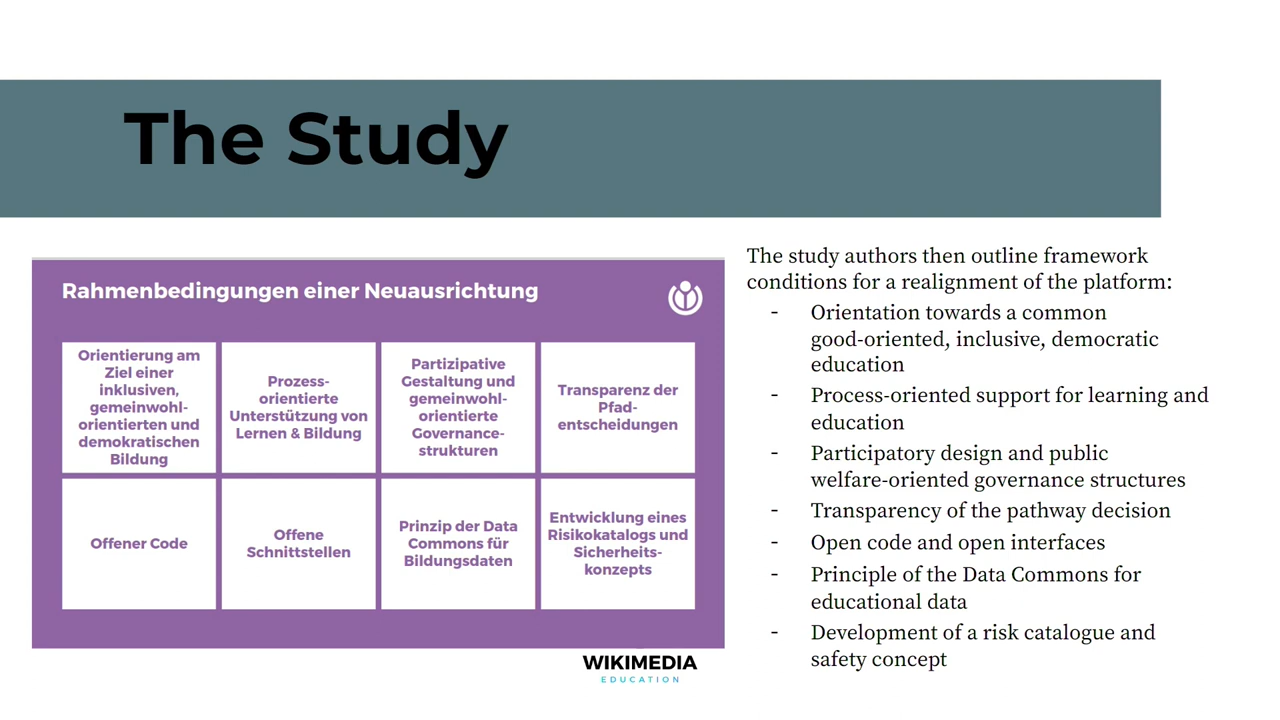 The Study
Rahmenbedingungen einer Neuausrichtung
Orientierung am
Ziel einer
inklusiven,
gemeinwohl-
orientierten und
demokratischen
Bildung
Prozess-
orientierte
Unterstützung von
Lernen & Bildung
Partizipative
Gestaltung und
gemeinwohl-
orientierte
Governance-
strukturen
Transparenz der
Pfad-
entscheidungen
Offener Code
Offene
Schnittstellen
Prinzip der Data
Commons für
Bildungsdaten
Entwicklung eines
Risikokatalogs und
Sicherheits-
konzepts
The study authors then outline framework
conditions for a realignment of the platform:
- Orientation towards a common
good-oriented, inclusive, democratic
education
- Process-oriented support for learning and
education
- Participatory design and public
welfare-oriented governance structures
- Transparency of the pathway decision
- Open code and open interfaces
- Principle of the Data Commons for
educational data
- Development of a risk catalogue and
safety concept
WIKIMEDIA
EDUCATION